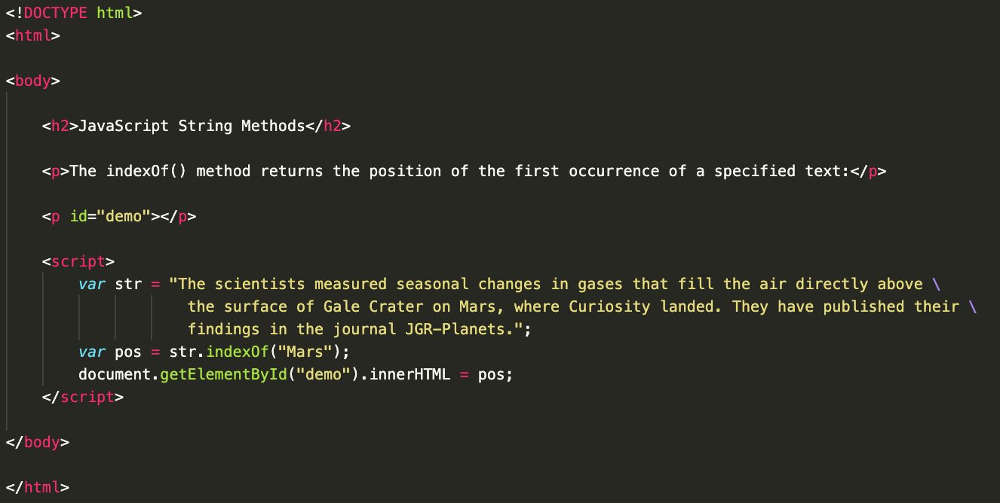 <!DOCTYPE html>
<html>
<body>
<h2>JavaScript String Methods</h2>
<p>The indexOf() method returns the position of the first occurrence of a specified text:</p>
<p id="demo"></p>
<script>
var str = "The scientists measured seasonal changes in gases that fill the air directly above \
the surface of Gale Crater on Mars, where Curiosity landed. They have published their \
findings in the journal JGR-Planets.";
var pos = str.indexOf("Mars");
document.getElementById("demo").innerHTML = pos;
</script>
</body>
</html>